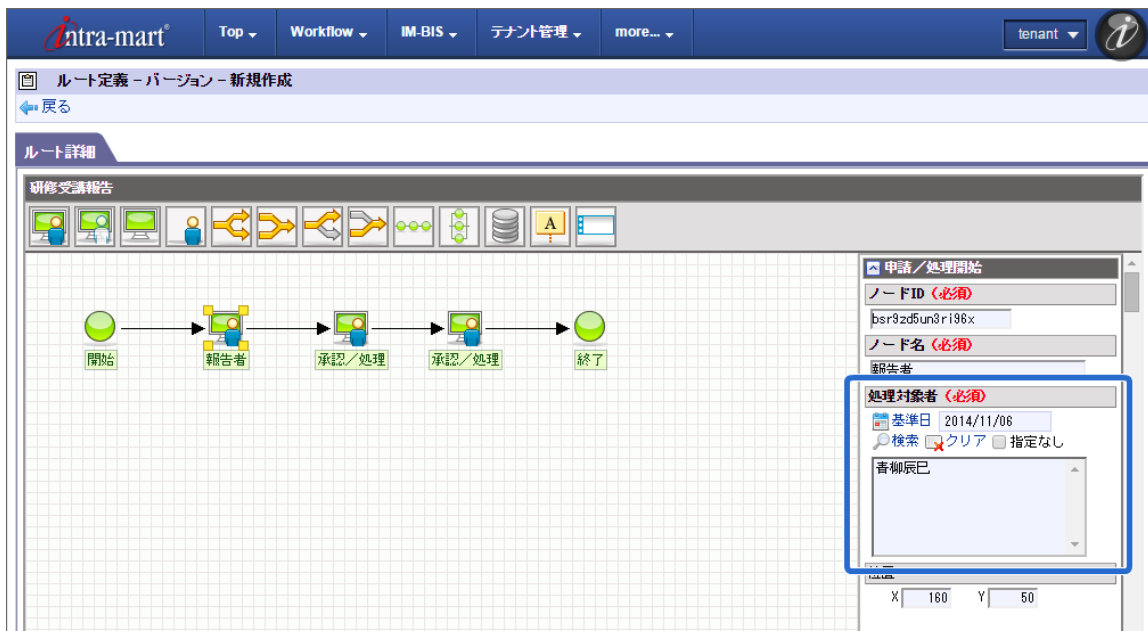 intra-mart®
Top Workflow IM-BIS テナント管理 more... tenant
ルート定義 - バージョン - 新規作成
戻る
ルート詳細
研修受講報告
A
申請／処理開始
ノードID (必須)
bsr9zd5un3ri96x
ノード名 (必須)
報告者
処理対象者 (必須)
基準日 2014/11/06
検索 クリア 指定なし
青柳辰巳
位置
X 160 Y 50
開始 報告者 承認／処理 承認／処理 終了